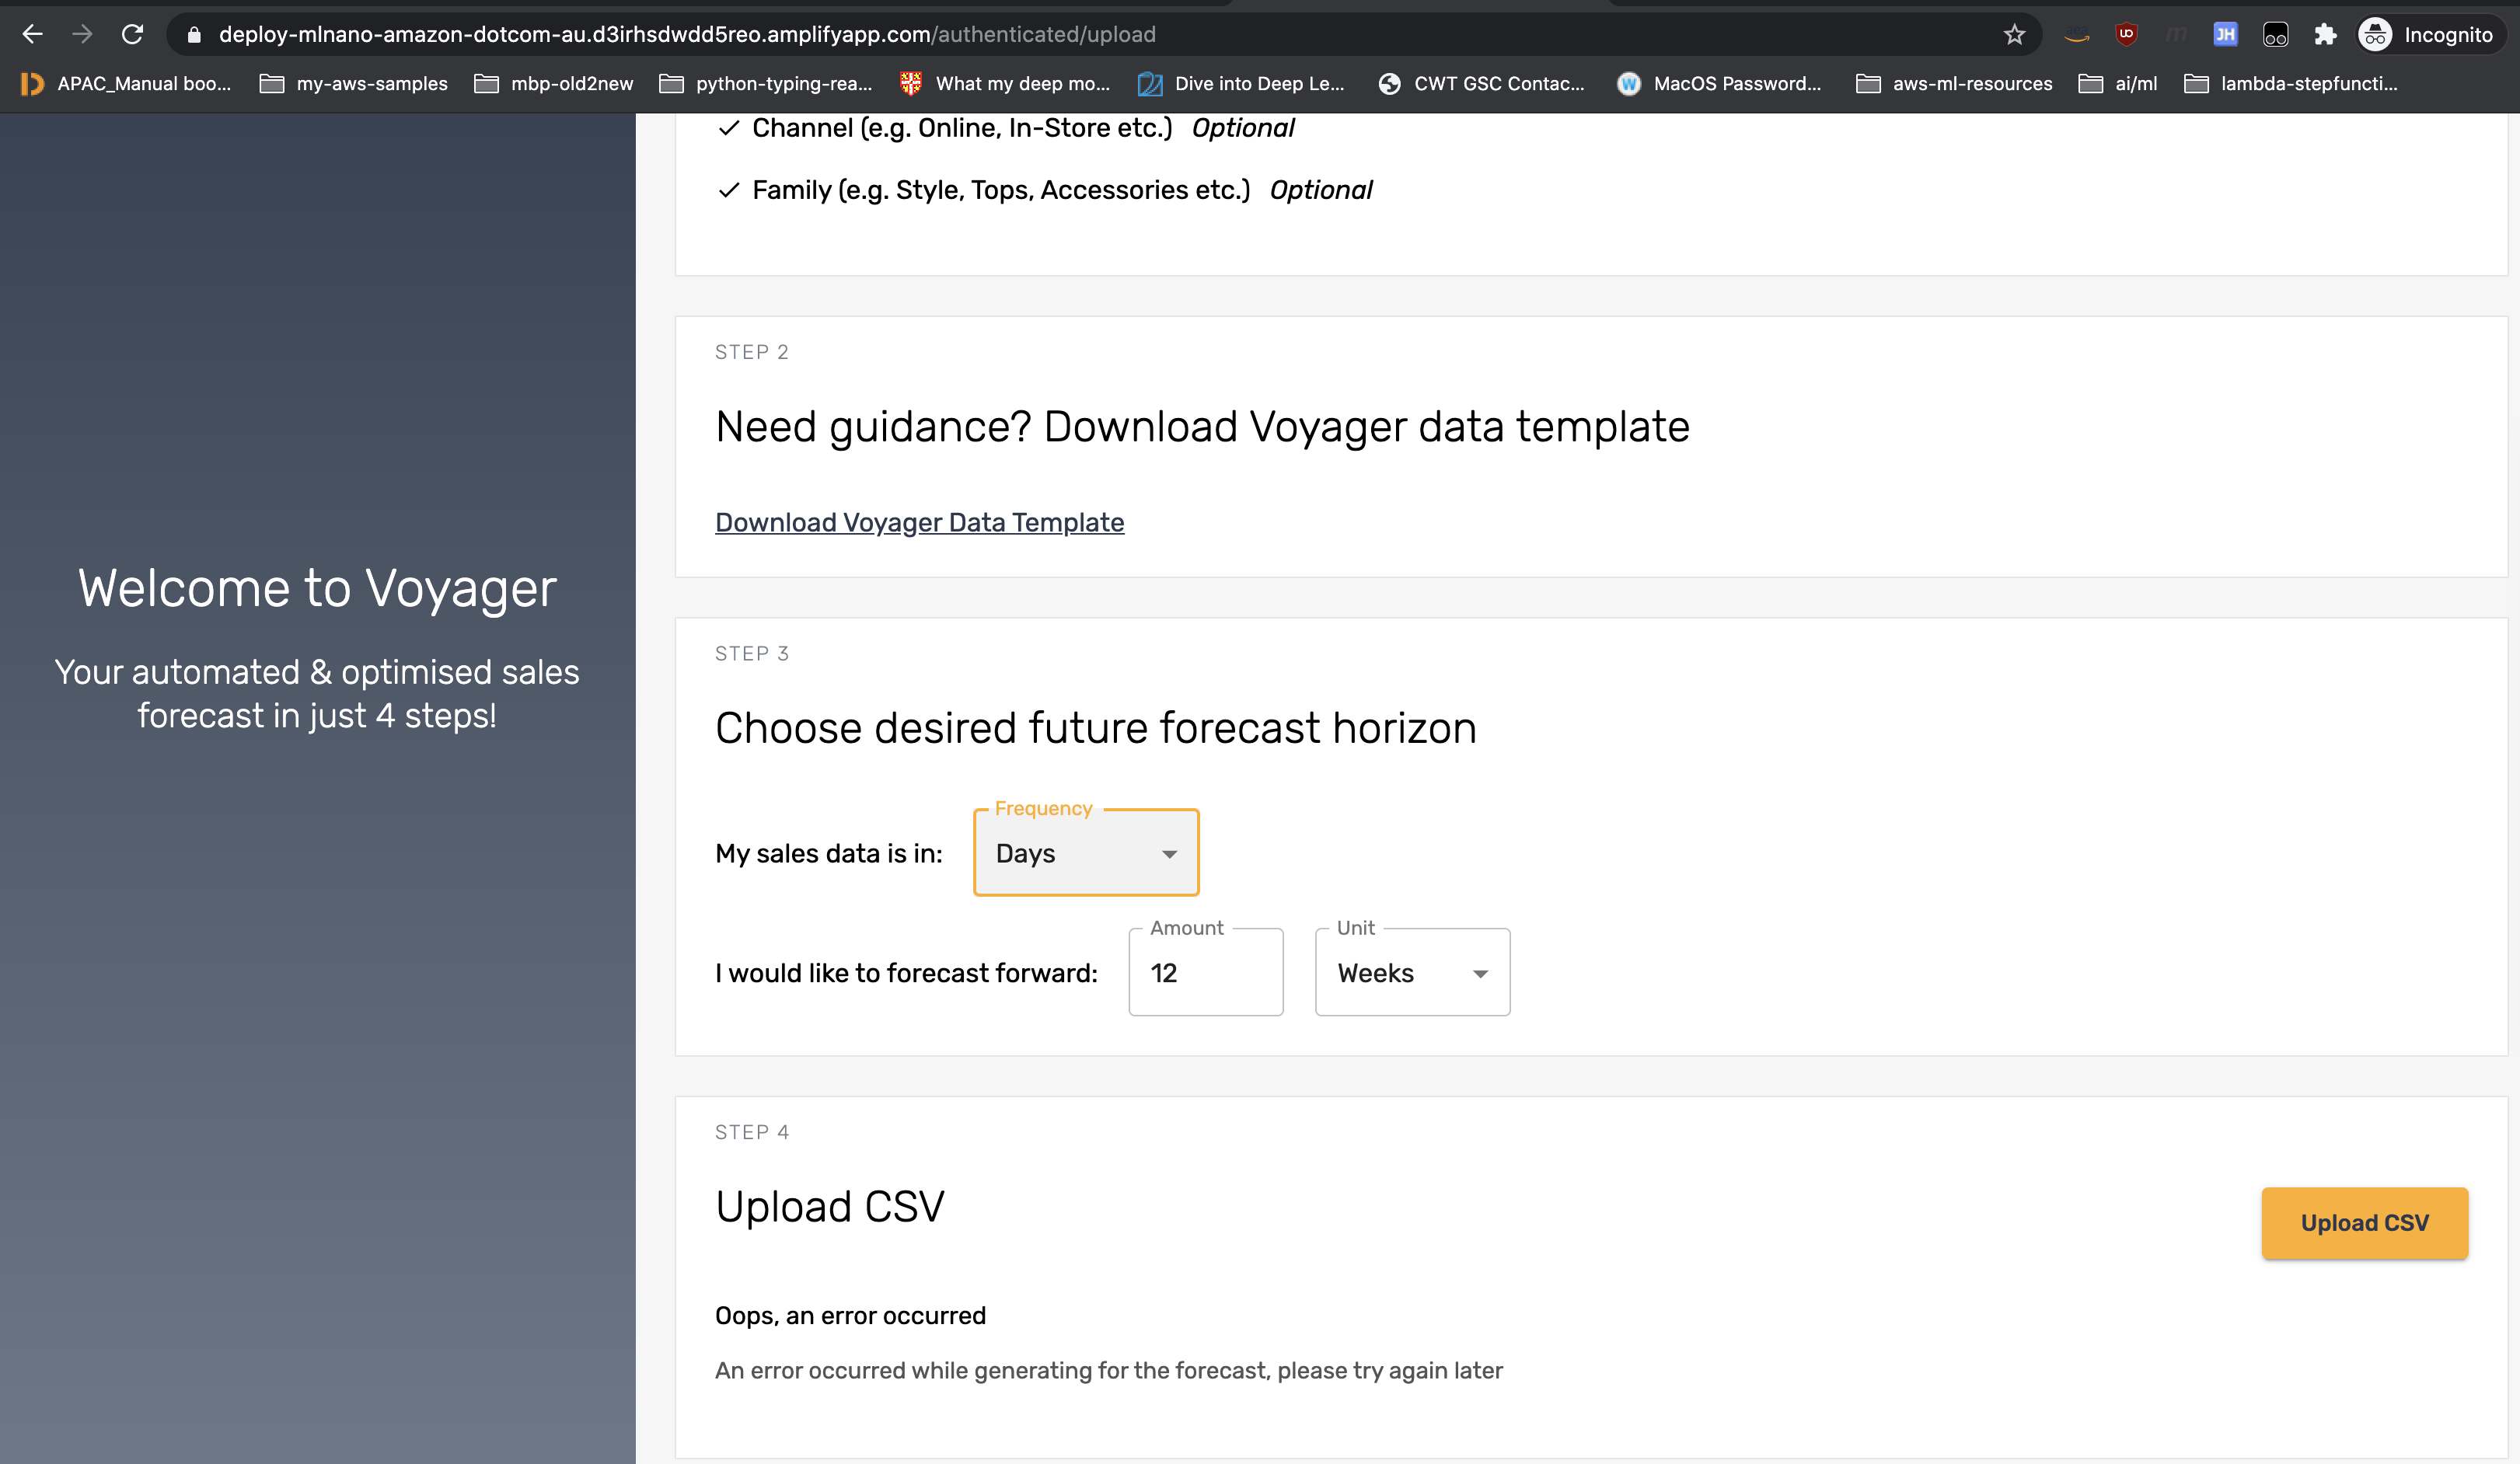 deploy-mlnano-amazon-dotcom-au.d3irhsdwdd5reo.amplifyapp.com/authenticated/upload
Incognito
APAC_Manual boo...
my-aws-samples
mbp-old2new
python-typing-rea...
What my deep mo...
Dive into Deep Le...
CWT GSC Contac...
MacOS Password...
aws-ml-resources
ai/ml
lambda-stepfuncti...
Welcome to Voyager
Your automated & optimised sales
forecast in just 4 steps!
Channel (e.g. Online, In-Store etc.) Optional
Family (e.g. Style, Tops, Accessories etc.) Optional
STEP 2
Need guidance? Download Voyager data template
Download Voyager Data Template
STEP 3
Choose desired future forecast horizon
Frequency
My sales data is in: Days
Amount Unit
I would like to forecast forward: 12 Weeks
STEP 4
Upload CSV
Upload CSV
Oops, an error occurred
An error occurred while generating for the forecast, please try again later